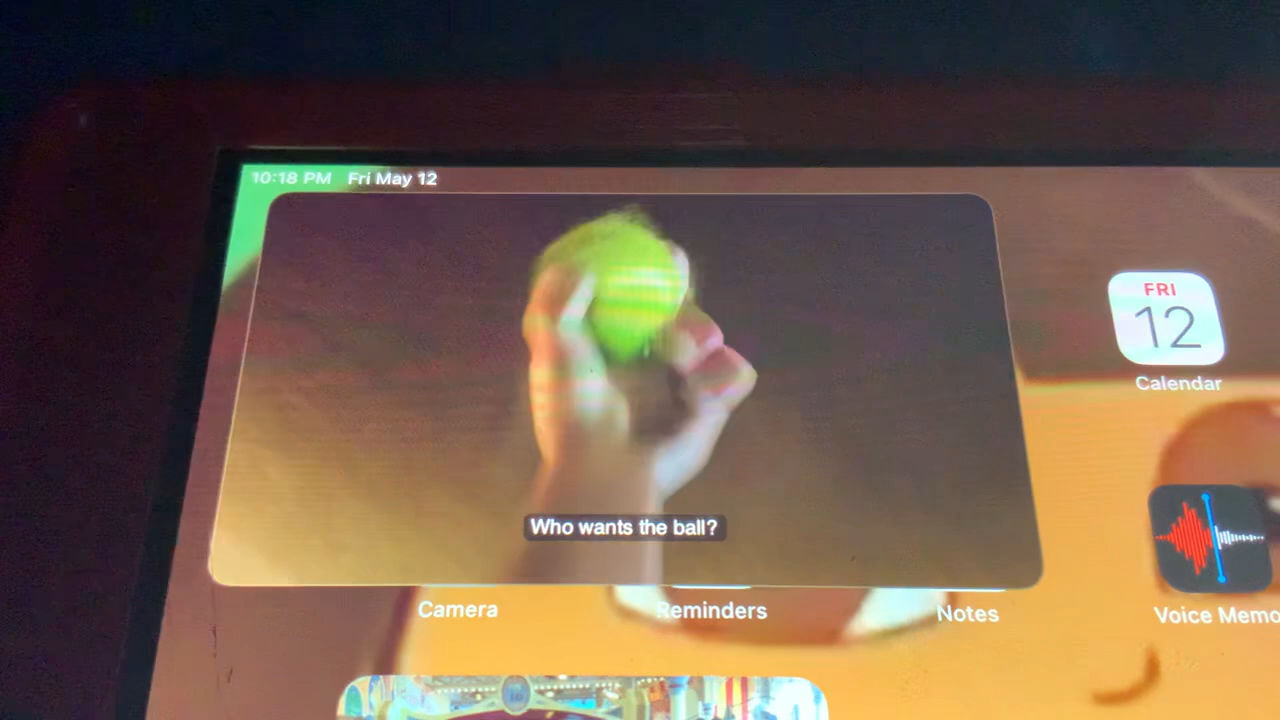 10:18 PM Fri May 12
FRI
12
Calendar
Who wants the ball?
Camera
Reminders
Notes
Voice Memo